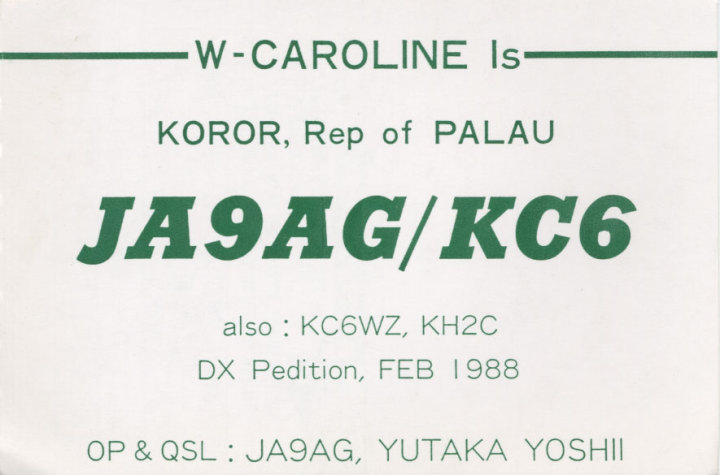 W-CAROLINE Is
KOROR, Rep of PALAU
JA9AG/KC6
also : KC6WZ, KH2C
DX Pedition, FEB 1988
OP & QSL : JA9AG, YUTAKA YOSHII